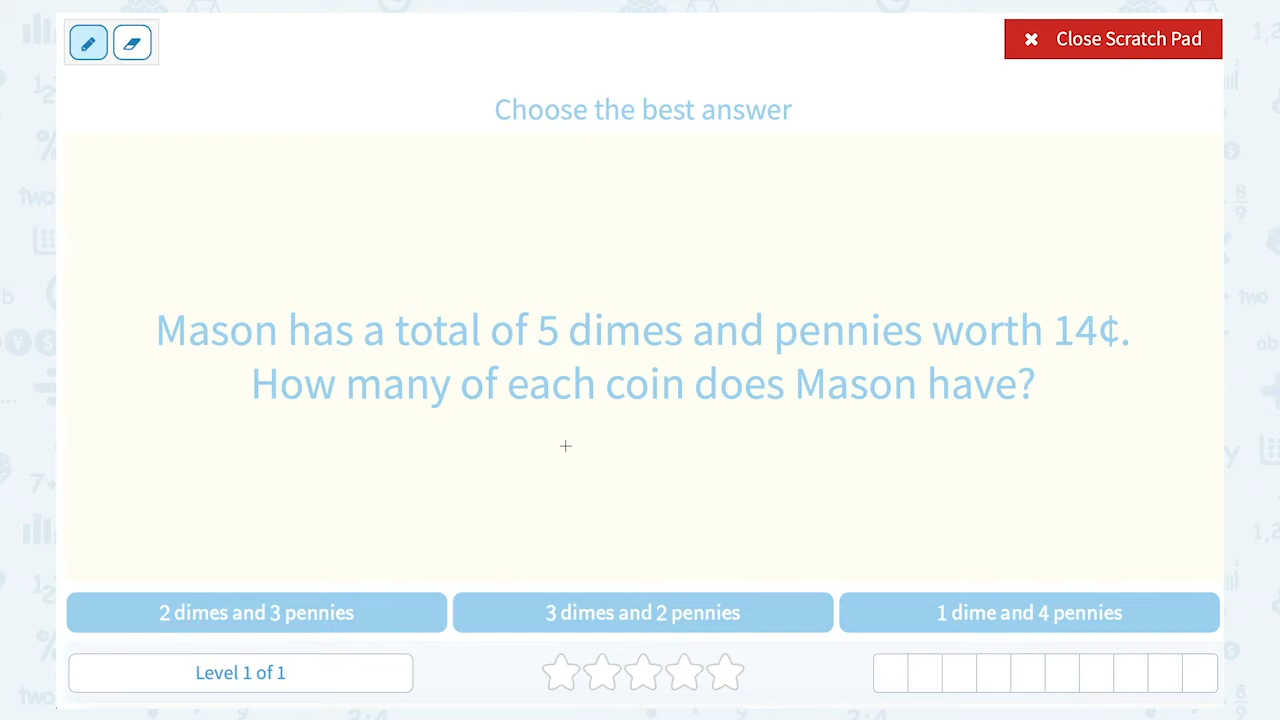 Close Scratch Pad
Choose the best answer
Mason has a total of 5 dimes and pennies worth 14¢.
How many of each coin does Mason have?
2 dimes and 3 pennies
3 dimes and 2 pennies
1 dime and 4 pennies
Level 1 of 1